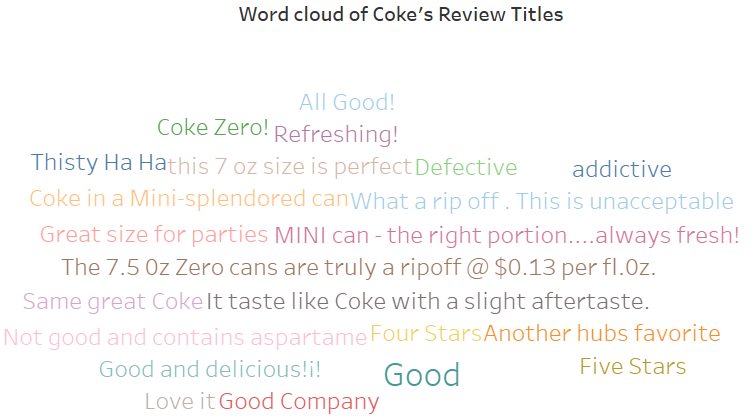 Word cloud of Coke's Review Titles
All Good!
Coke Zero! Refreshing!
Thisty Ha Ha this 7 oz size is perfect Defective addictive
Coke in a Mini-splendored can What a rip off . This is unacceptable
Great size for parties MINI can - the right portion....always fresh!
The 7.5 0z Zero cans are truly a ripoff @ $0.13 per fl.0z.
Same great Coke It taste like Coke with a slight aftertaste.
Not good and contains aspartame Four Stars Another hubs favorite
Good and delicious!i! Good Five Stars
Love it Good Company